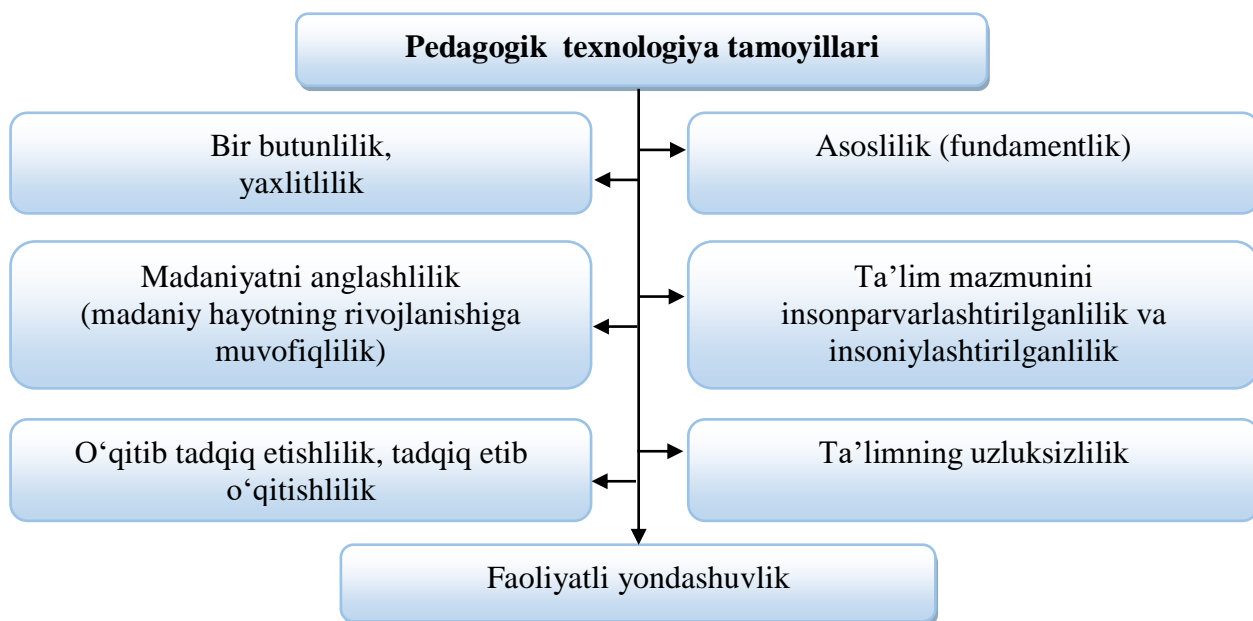 Pedagogik texnologiya tamoyillari
Bir butunlilik,
yaxlitlilik
Asoslilik (fundamentlik)
Madaniyatni anglashlilik
(madaniy hayotning rivojlanishiga
muvofiqlilik)
Ta’lim mazmunini
insonparvarlashtirilganlilik va
insoniylashtirilganlilik
O‘qitib tadqiq etishlilik, tadqiq etib
o‘qitishlilik
Ta’limning uzluksizlilik
Faoliyatli yondashuvlik